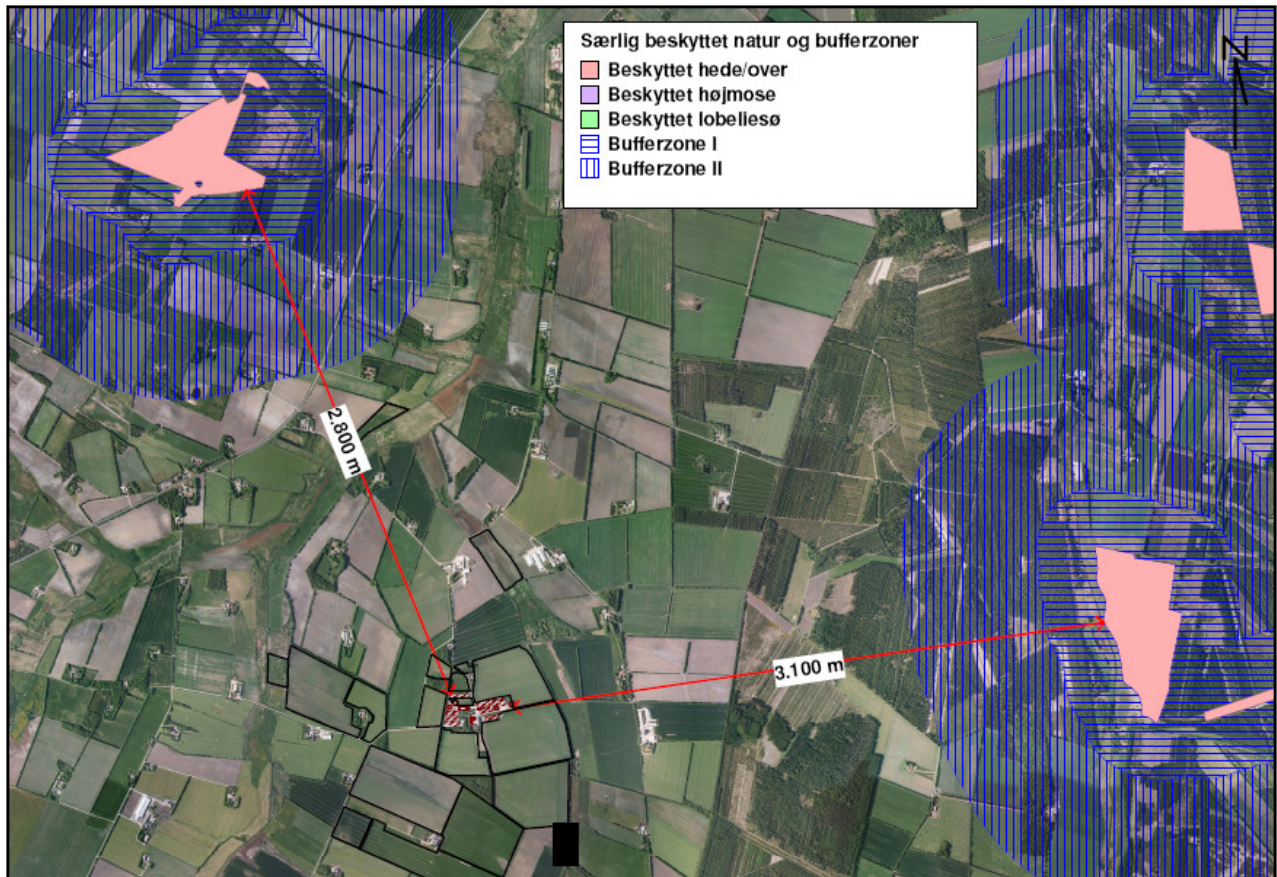 Særlig beskyttet natur og bufferzoner
Beskyttet hede/over
Beskyttet højmose
Beskyttet lobeliesø
Bufferzone I
Bufferzone II
N
2.800 m
3.100 m